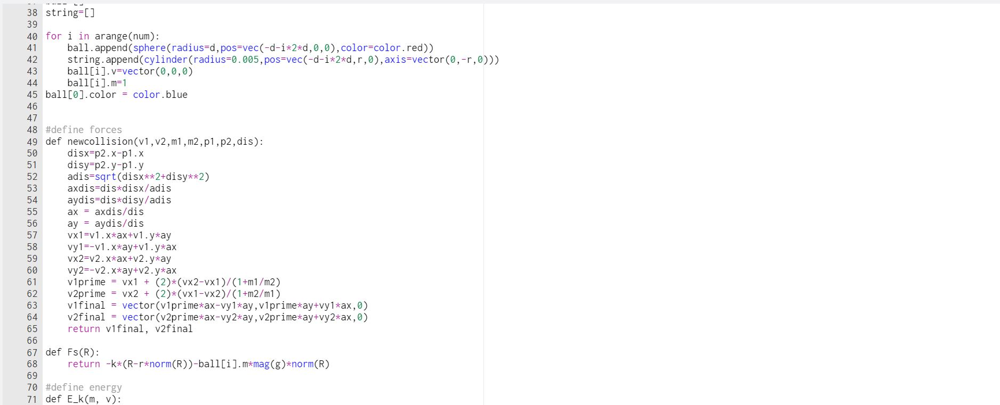 38 string=[]
39
40 for i in arange(num):
41     ball.append(sphere(radius=d,pos=vec(-d-i*2*d,0,0),color=color.red))
42     string.append(cylinder(radius=0.005,pos=vec(-d-i*2*d,r,0),axis=vector(0,-r,0)))
43     ball[i].v=vector(0,0,0)
44     ball[i].m=1
45 ball[0].color = color.blue
46
47
48 #define forces
49 def newcollision(v1,v2,m1,m2,p1,p2,dis):
50     disx=p2.x-p1.x
51     disy=p2.y-p1.y
52     adis=sqrt(disx**2+disy**2)
53     axdis=dis*disx/adis
54     aydis=dis*disy/adis
55     ax = axdis/dis
56     ay = aydis/dis
57     vx1=v1.x*ax+v1.y*ay
58     vy1=-v1.x*ay+v1.y*ax
59     vx2=v2.x*ax+v2.y*ay
60     vy2=-v2.x*ay+v2.y*ax
61     v1prime = vx1 + (2)*(vx2-vx1)/(1+m1/m2)
62     v2prime = vx2 + (2)*(vx1-vx2)/(1+m2/m1)
63     v1final = vector(v1prime*ax-vy1*ay,v1prime*ay+vy1*ax,0)
64     v2final = vector(v2prime*ax-vy2*ay,v2prime*ay+vy2*ax,0)
65     return v1final, v2final
66
67 def Fs(R):
68     return -k*(R-r*norm(R))-ball[i].m*mag(g)*norm(R)
69
70 #define energy
71 def E_k(m, v):